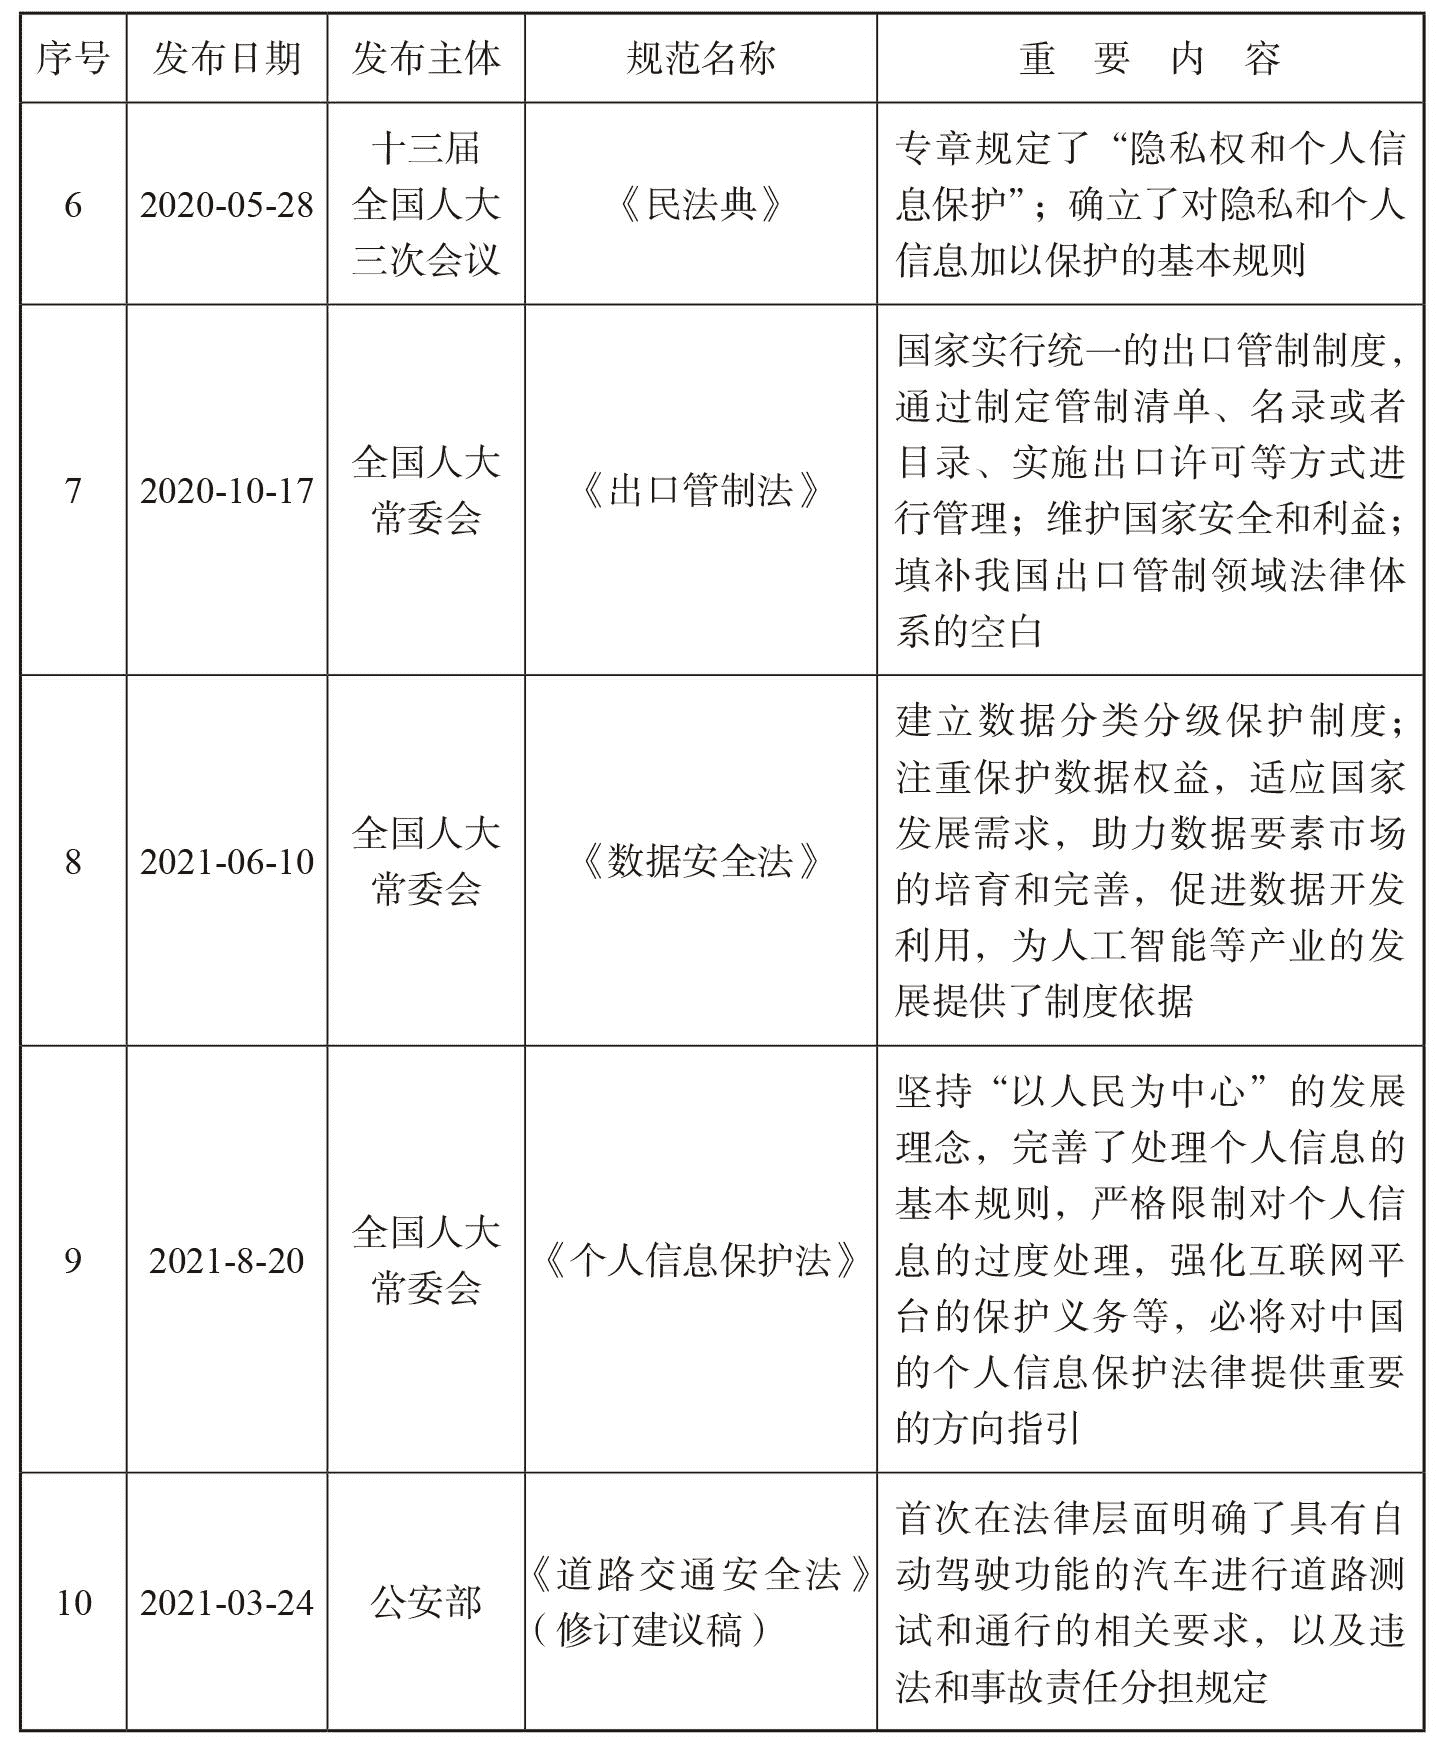 序号 发布日期 发布主体 规范名称 重要内容
6 2020-05-28
十三届
全国人大
三次会议
《民法典》
专章规定了“隐私权和个人信
息保护”；确立了对隐私和个人
信息加以保护的基本规则
7 2020-10-17
全国人大
常委会
《出口管制法》
国家实行统一的出口管制制度，
通过制定管制清单、名录或者
目录、实施出口许可等方式进
行管理；维护国家安全和利益；
填补我国出口管制领域法律体
系的空白
8 2021-06-10
全国人大
常委会
《数据安全法》
建立数据分类分级保护制度；
注重保护数据权益，适应国家
发展需求，助力数据要素市场
的培育和完善，促进数据开发
利用，为人工智能等产业的发
展提供了制度依据
9 2021-8-20
全国人大
常委会
《个人信息保护法》
坚持“以人民为中心”的发展
理念，完善了处理个人信息的
基本规则，严格限制对个人信
息的过度处理，强化互联网平
台的保护义务等，必将对中国
的个人信息保护法律提供重要
的方向指引
10 2021-03-24
公安部
《道路交通安全法》
（修订建议稿）
首次在法律层面明确了具有自
动驾驶功能的汽车进行道路测
试和通行的相关要求，以及违
法和事故责任分担规定